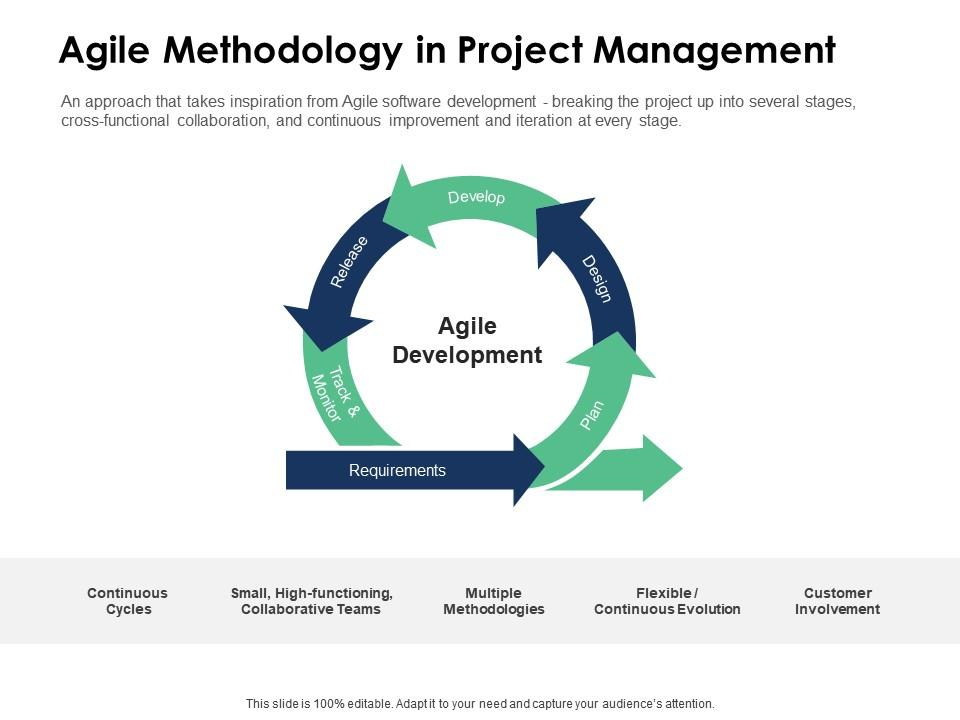 Agile Methodology in Project Management
An approach that takes inspiration from Agile software development - breaking the project up into several stages,
cross-functional collaboration, and continuous improvement and iteration at every stage.
Develop
Release
Design
Agile
Development
Track &
Monitor
Plan
Requirements
Continuous
Cycles
Small, High-functioning,
Collaborative Teams
Multiple
Methodologies
Flexible /
Continuous Evolution
Customer
Involvement
This slide is 100% editable. Adapt it to your need and capture your audience's attention.